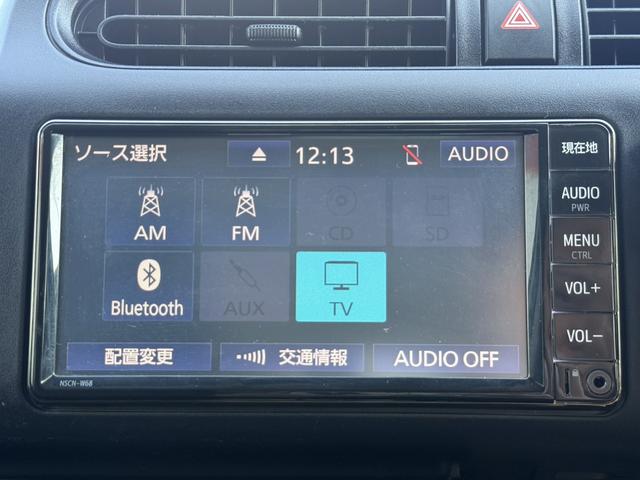 ソース選択 12:13 AUDIO
AM FM CD SD
Bluetooth AUX TV
配置変更 交通情報 AUDIO OFF
現在地
AUDIO
PWR
MENU
CTRL
VOL+
VOL-
NSCN-W68